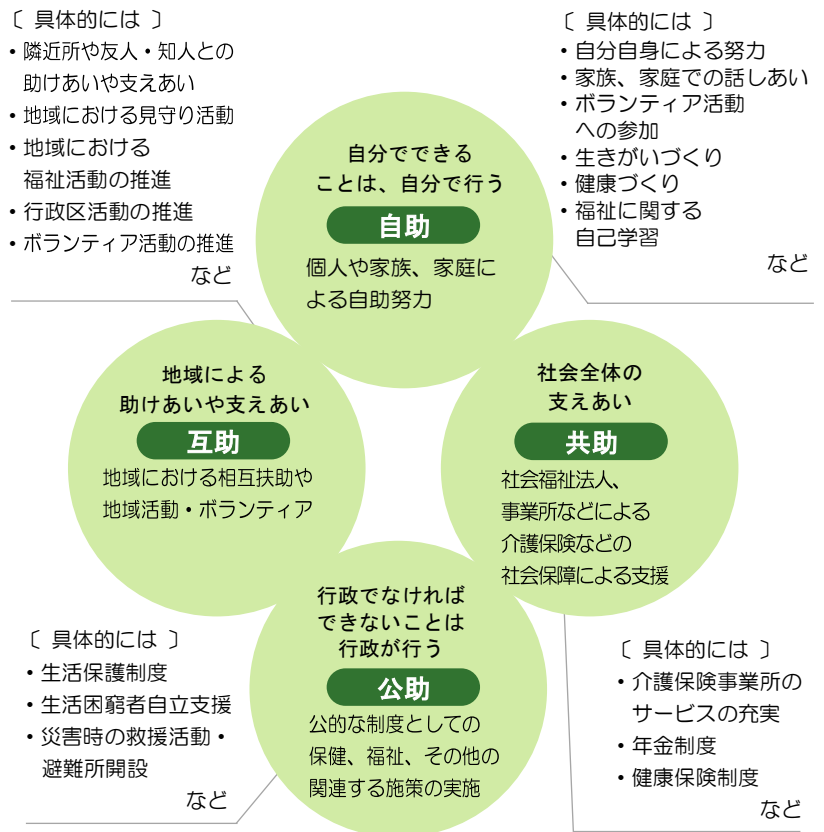 〔 具体的には 〕
・隣近所や友人・知人との
助けあいや支えあい
・地域における見守り活動
・地域における
福祉活動の推進
・行政区活動の推進
・ボランティア活動の推進
など
〔 具体的には 〕
・自分自身による努力
・家族、家庭での話しあい
・ボランティア活動
への参加
・生きがいづくり
・健康づくり
・福祉に関する
自己学習
など
自分でできる
ことは、自分で行う
自助
個人や家族、家庭に
よる自助努力
地域による
助けあいや支えあい
互助
地域における相互扶助や
地域活動・ボランティア
社会全体の
支えあい
共助
社会福祉法人、
事業所などによる
介護保険などの
社会保障による支援
行政でなければ
できないことは
行政が行う
公助
公的な制度としての
保健、福祉、その他の
関連する施策の実施
〔 具体的には 〕
・生活保護制度
・生活困窮者自立支援
・災害時の救援活動・
避難所開設
など
〔 具体的には 〕
・介護保険事業所の
サービスの充実
・年金制度
・健康保険制度
など